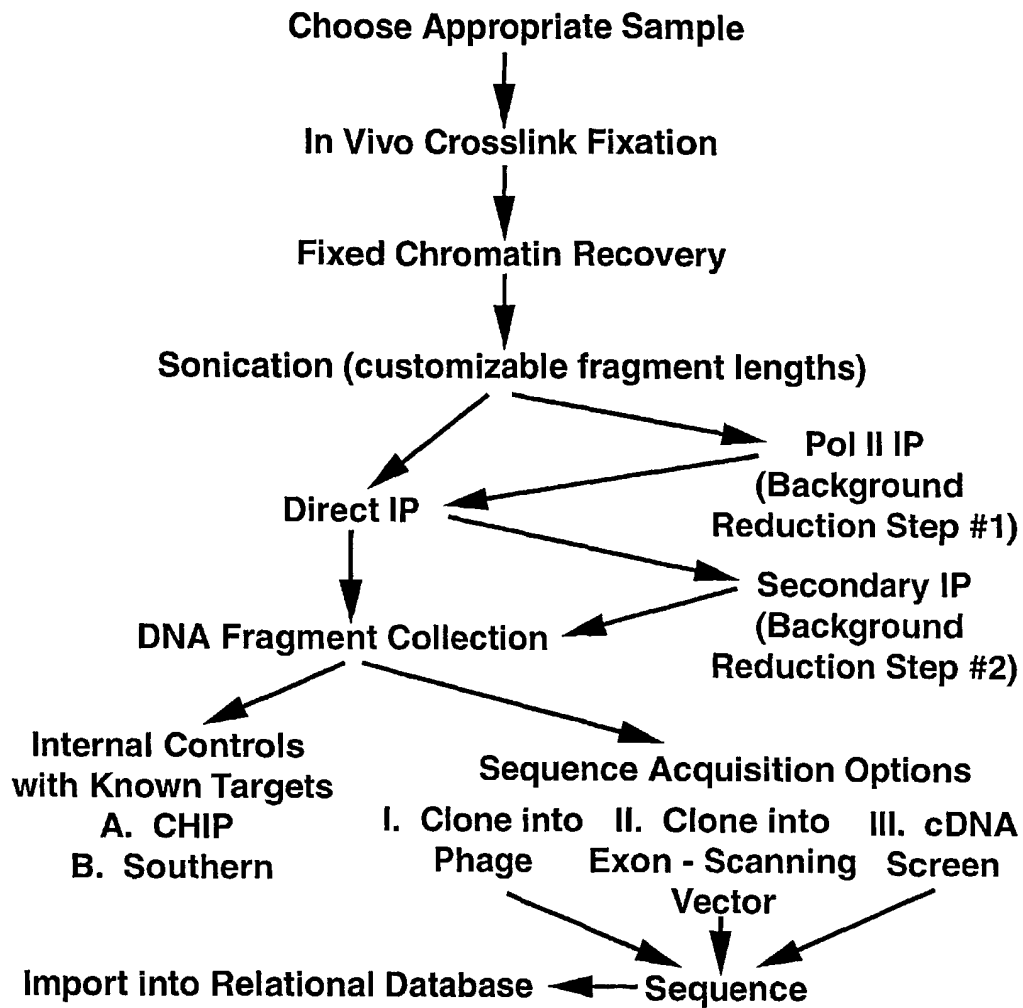 Choose Appropriate Sample
In Vivo Crosslink Fixation
Fixed Chromatin Recovery
Sonication (customizable fragment lengths)
Pol II IP
(Background
Reduction Step #1)
Direct IP
Secondary IP
(Background
Reduction Step #2)
DNA Fragment Collection
Internal Controls
with Known Targets
A. CHIP
B. Southern
Sequence Acquisition Options
I. Clone into
Phage
II. Clone into
Exon - Scanning
Vector
III. cDNA
Screen
Sequence
Import into Relational Database